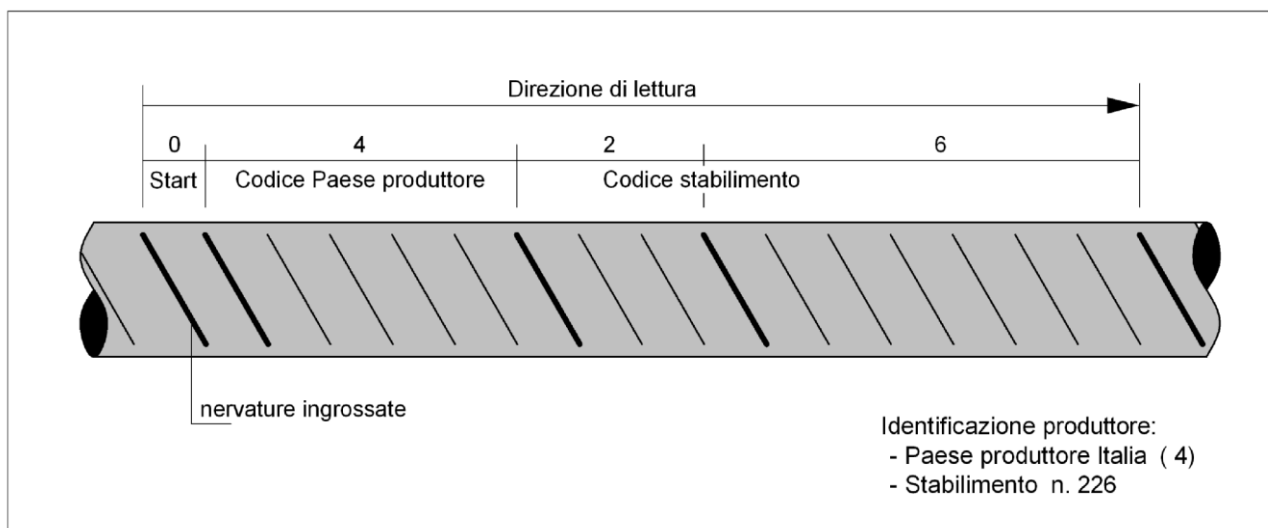 Direzione di lettura
0 4 2 6
Start Codice Paese produttore Codice stabilimento
nervature ingrossate
Identificazione produttore:
- Paese produttore Italia ( 4)
- Stabilimento n. 226